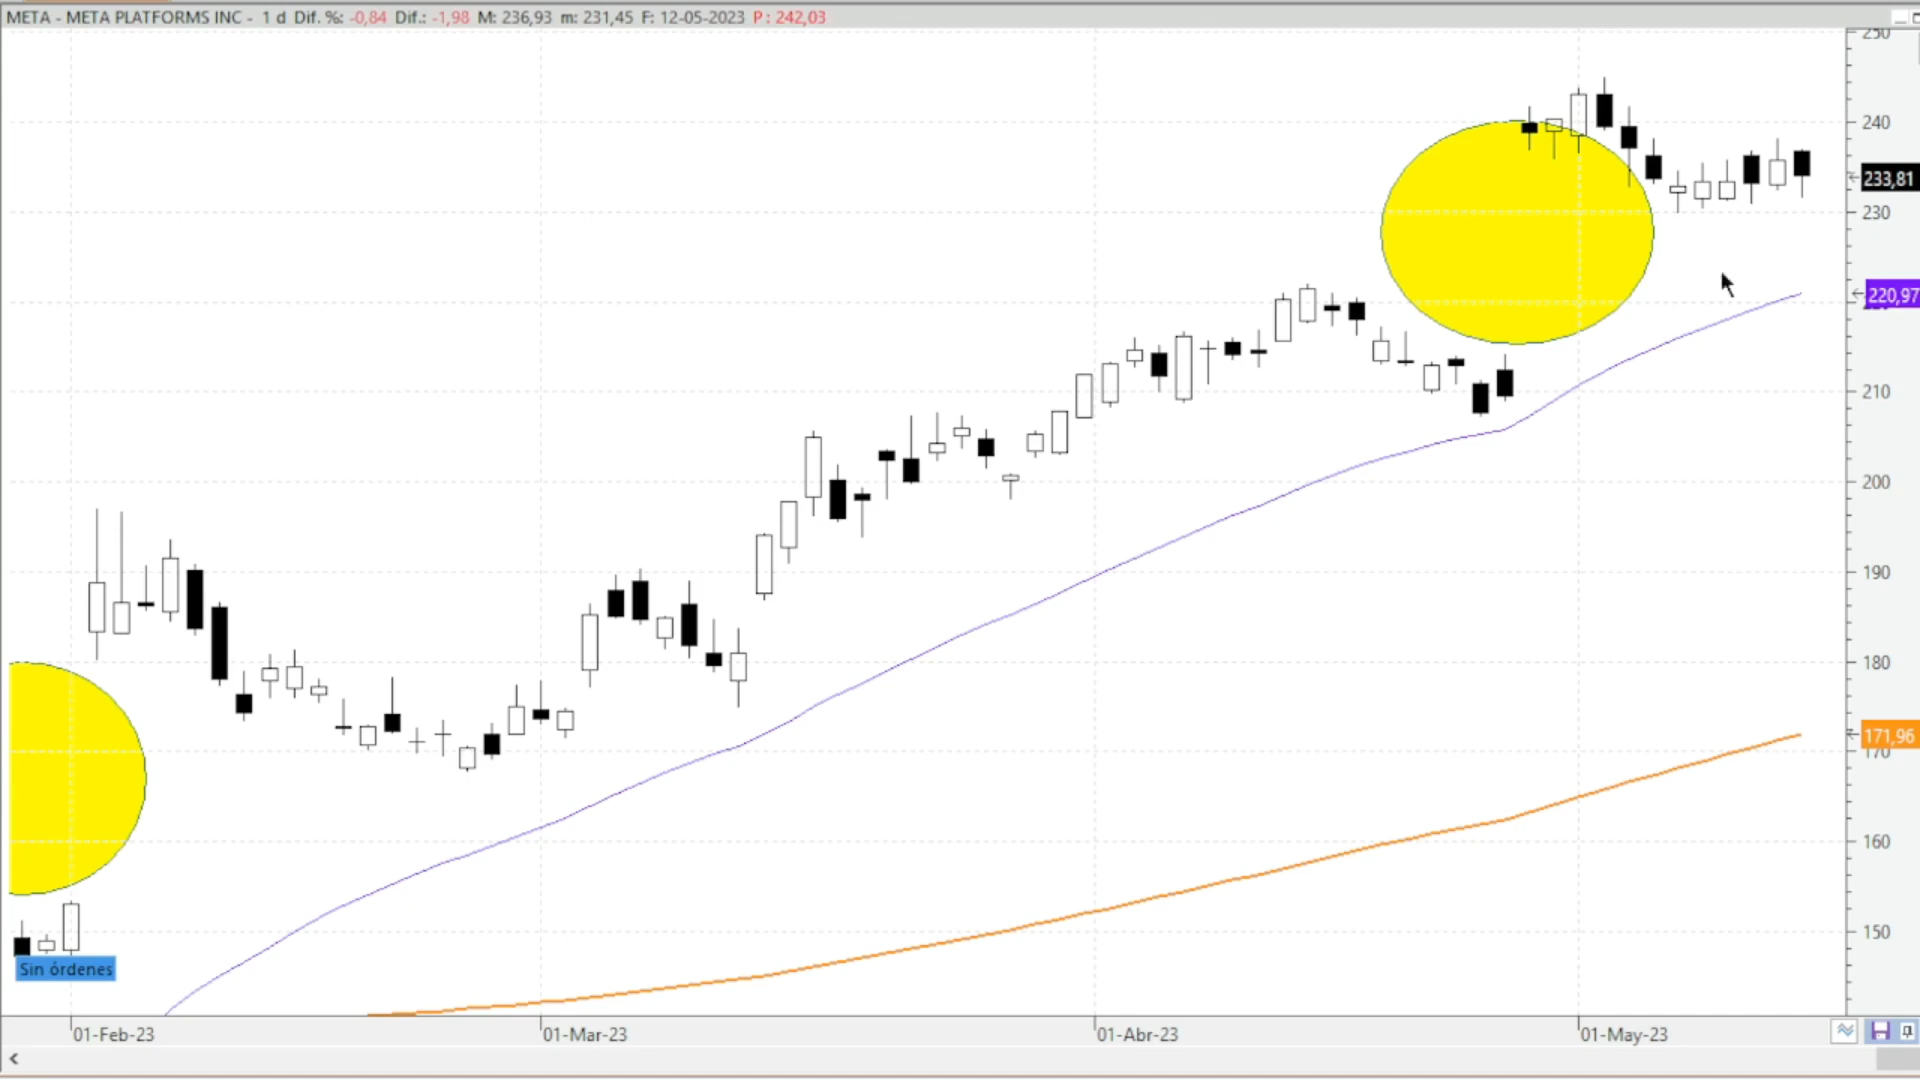 META - META PLATFORMS INC - 1 d Dif. %: -0,84 Dif.: -1,98 M: 236,93 m: 231,45 F: 12-05-2023 P: 242,03
250
240
233,81
230
220,97
210
200
190
180
171,96
170
160
150
Sin órdenes
01-Feb-23
01-Mar-23
01-Abr-23
01-May-23